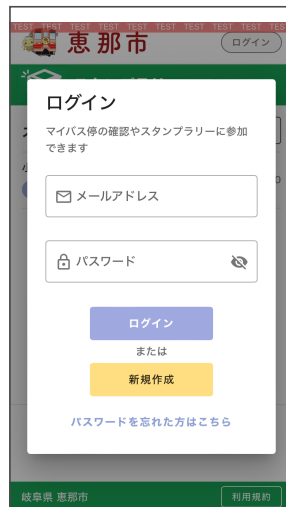 TEST TEST TEST TEST TEST TEST TEST TEST TEST TEST
恵那市
ログイン
ログイン
マイバス停の確認やスタンプラリーに参加
できます
メールアドレス
パスワード
ログイン
または
新規作成
パスワードを忘れた方はこちら
岐阜県 恵那市
利用規約